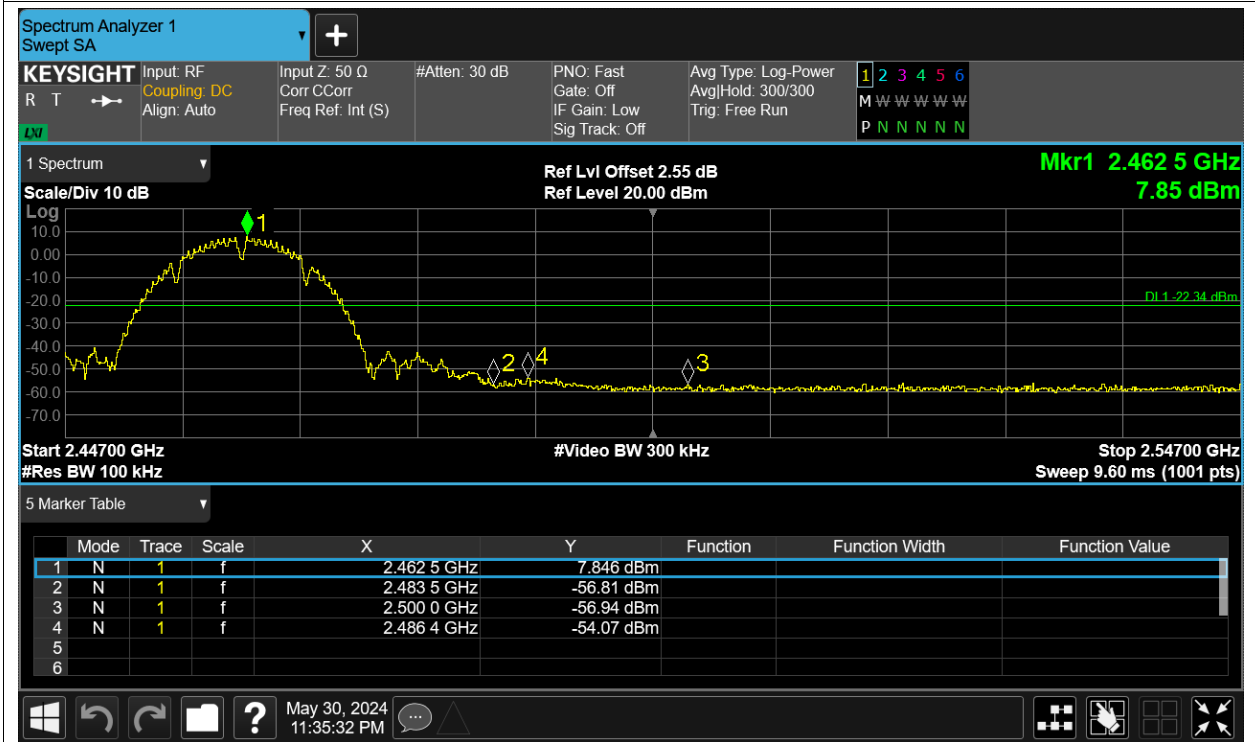 Spectrum Analyzer 1
Swept SA
KEYSIGHT
R T
LXI
Input: RF
Coupling: DC
Align: Auto
Input Z: 50 Ω
Corr CCorr
Freq Ref: Int (S)
#Atten: 30 dB
PNO: Fast
Gate: Off
IF Gain: Low
Sig Track: Off
Avg Type: Log-Power
Avg|Hold: 300/300
Trig: Free Run
1 2 3 4 5 6
M W W W W W
P N N N N N
1 Spectrum
Scale/Div 10 dB
Ref Lvl Offset 2.55 dB
Ref Level 20.00 dBm
Mkr1 2.462 5 GHz
7.85 dBm
Log
10.0
0.00
-10.0
-20.0
-30.0
-40.0
-50.0
-60.0
-70.0
1
2
4
3
DL1 -22.34 dBm
Start 2.44700 GHz
#Res BW 100 kHz
#Video BW 300 kHz
Stop 2.54700 GHz
Sweep 9.60 ms (1001 pts)
5 Marker Table
Mode Trace Scale X Y Function Function Width Function Value
1 N 1 f 2.462 5 GHz 7.846 dBm
2 N 1 f 2.483 5 GHz -56.81 dBm
3 N 1 f 2.500 0 GHz -56.94 dBm
4 N 1 f 2.486 4 GHz -54.07 dBm
5
6
?
May 30, 2024
11:35:32 PM